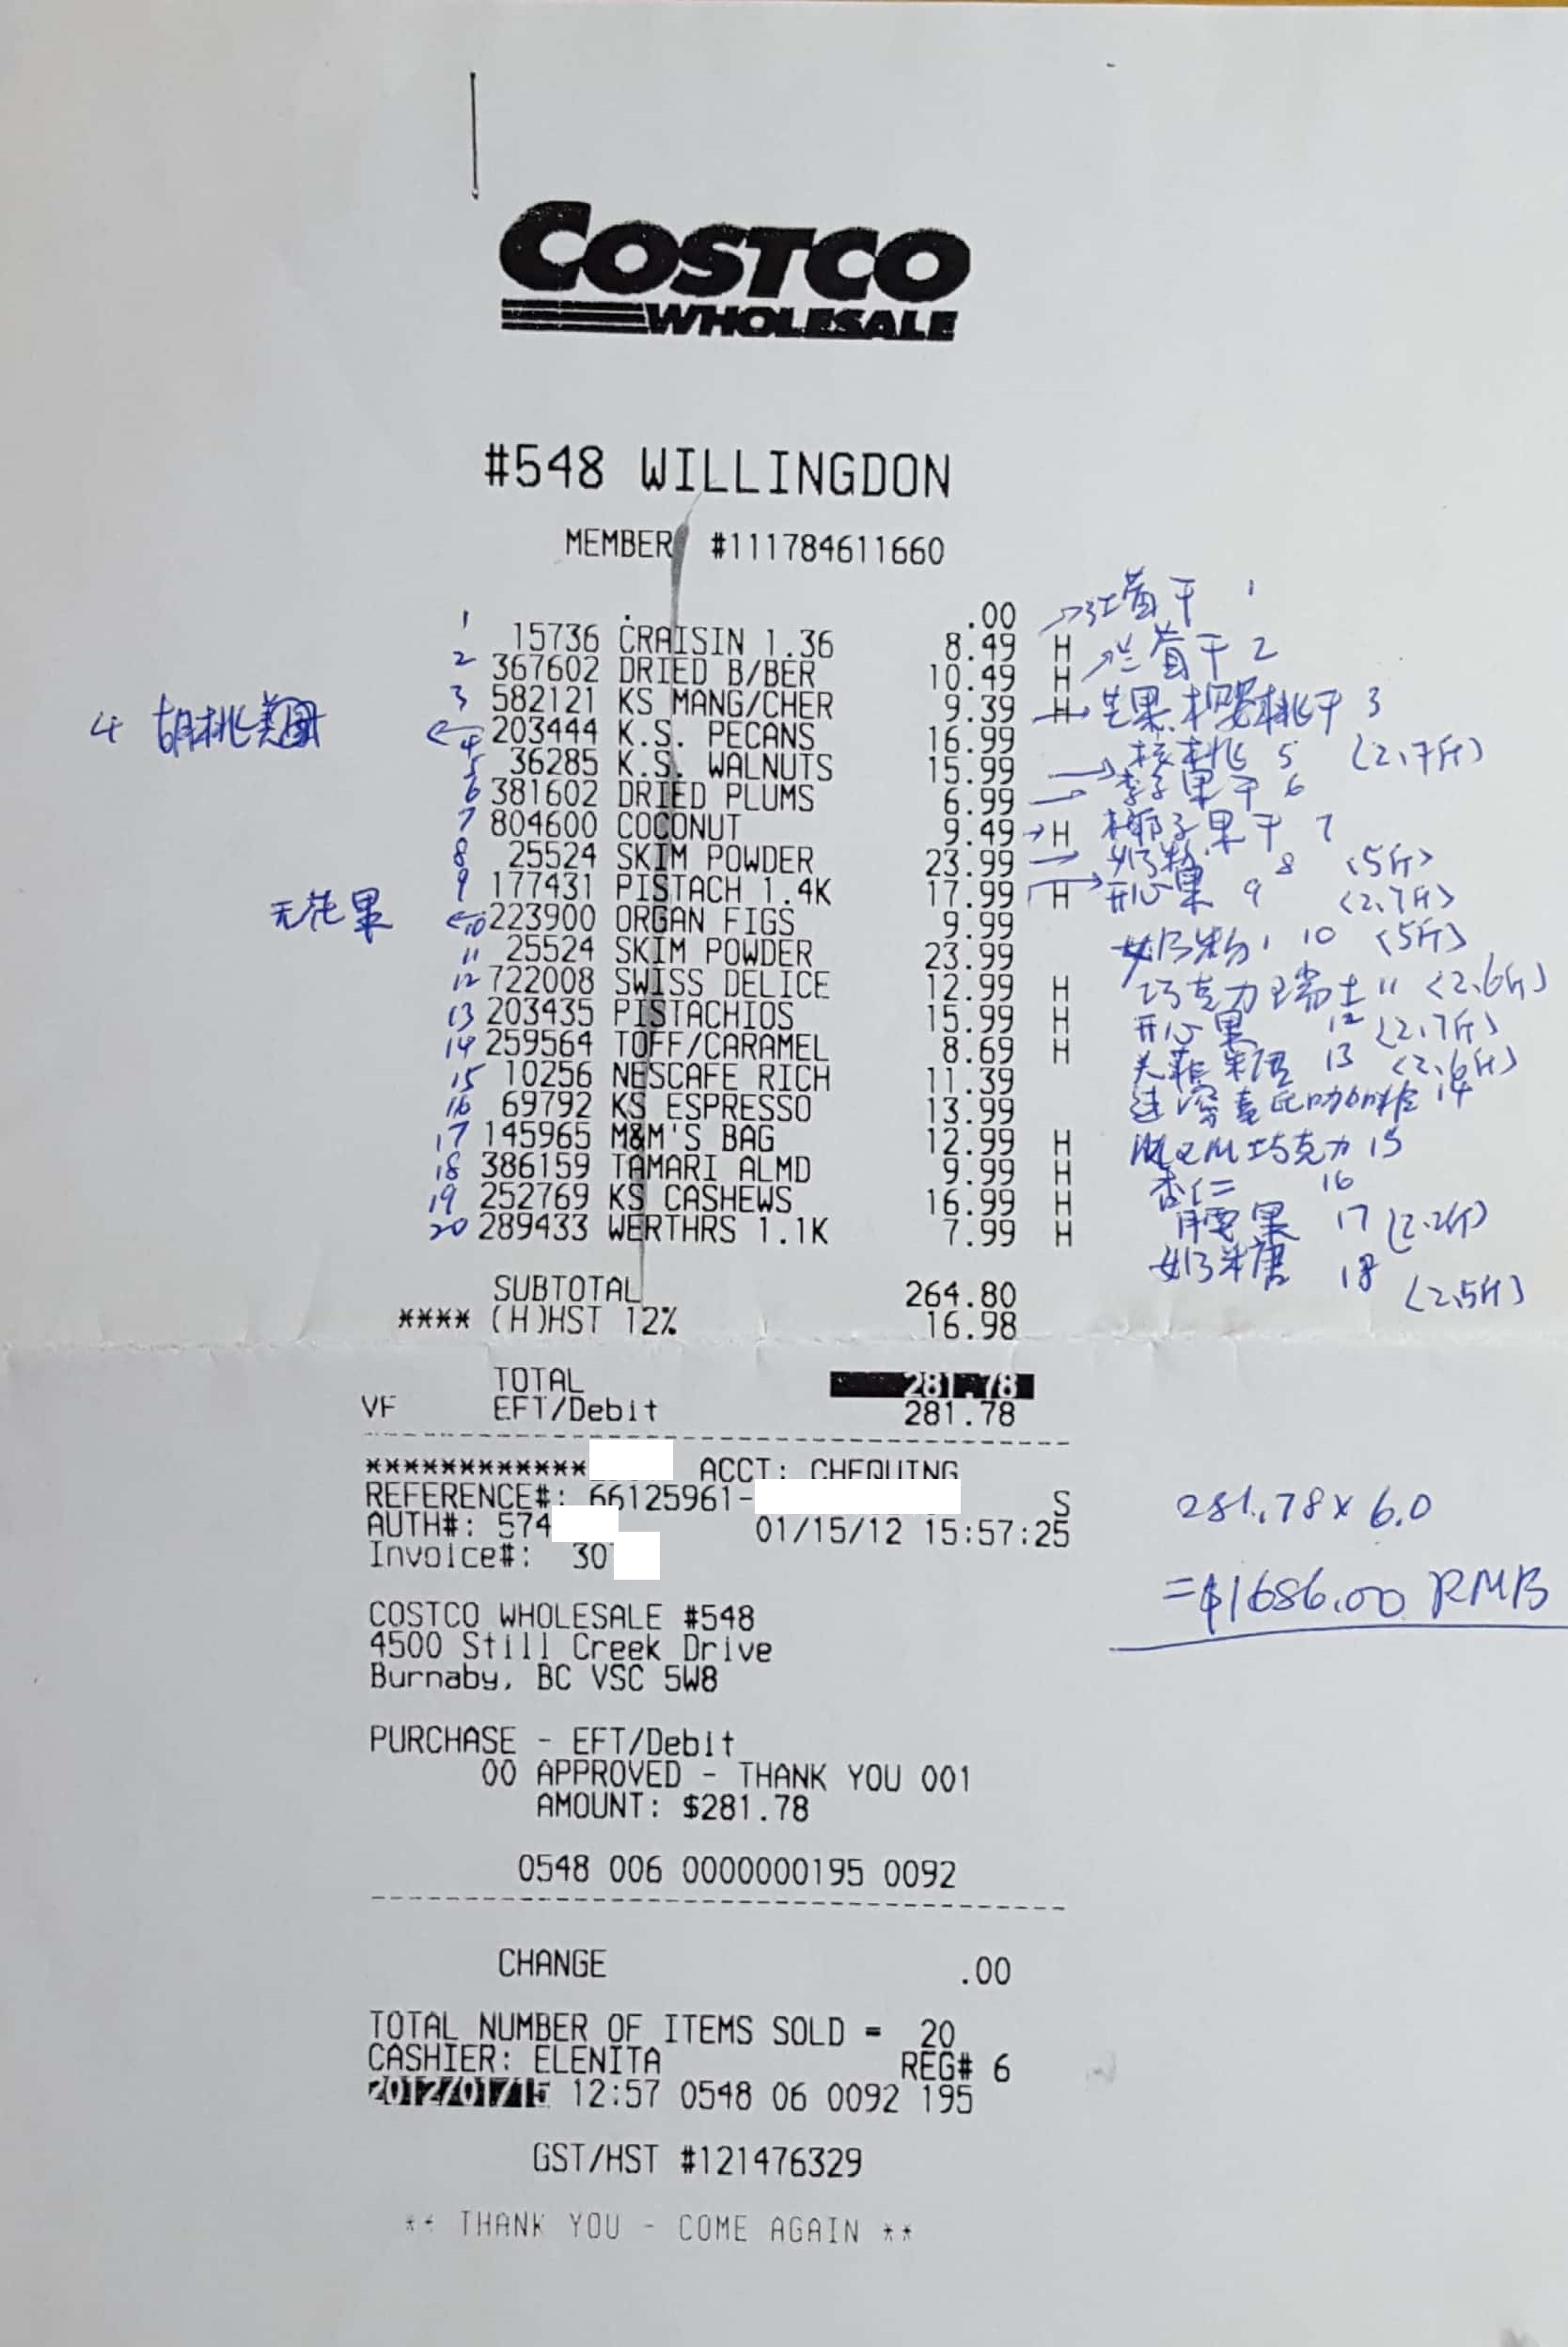 COSTCO
WHOLESALE
#548 WILLINGDON
MEMBER #111784611660
.00
1 15736 CRAISIN 1.36 8.49 H 红莓干 1
2 367602 DRIED B/BER 10.49 H 兰莓干 2
3 582121 KS MANG/CHER 9.39 H 芒果.樱桃干 3
4 胡桃美国 4 203444 K.S. PECANS 16.99
5 36285 K.S. WALNUTS 15.99 核桃 5 (2.7斤)
6 381602 DRIED PLUMS 6.99 李子果干 6
7 804600 COCONUT 9.49 H 椰子果干 7
8 25524 SKIM POWDER 23.99 奶粉 8 (5斤)
9 177431 PISTACH 1.4K 17.99 H 开心果 9 (2.7斤)
无花果 10 223900 ORGAN FIGS 9.99
11 25524 SKIM POWDER 23.99 奶粉 10 (5斤)
12 722008 SWISS DELICE 12.99 H 巧克力瑞士 11 (2.6斤)
13 203435 PISTACHIOS 15.99 H 开心果 12 (2.7斤)
14 259564 TOFF/CARAMEL 8.69 H 13 (2.6斤)
15 10256 NESCAFE RICH 11.39
16 69792 KS ESPRESSO 13.99 14
17 145965 M&M'S BAG 12.99 H 巧克力 15
18 386159 TAMARI ALMD 9.99 H 杏仁 16
19 252769 KS CASHEWS 16.99 H 腰果 17 (2.2斤)
20 289433 WERTHRS 1.1K 7.99 H 奶糖 18 (2.5斤)
SUBTOTAL 264.80
**** (H)HST 12% 16.98
TOTAL 281.78
VF EFT/Debit 281.78
************ ACCT: CHEQUING
REFERENCE#: 66125961- S
AUTH#: 574 01/15/12 15:57:25
Invoice#: 30
281.78 x 6.0
=$1686.00 RMB
COSTCO WHOLESALE #548
4500 Still Creek Drive
Burnaby, BC V5C 5W8
PURCHASE - EFT/Debit
00 APPROVED - THANK YOU 001
AMOUNT: $281.78
0548 006 0000000195 0092
CHANGE .00
TOTAL NUMBER OF ITEMS SOLD = 20
CASHIER: ELENITA REG# 6
2012/01/15 12:57 0548 06 0092 195
GST/HST #121476329
** THANK YOU - COME AGAIN **